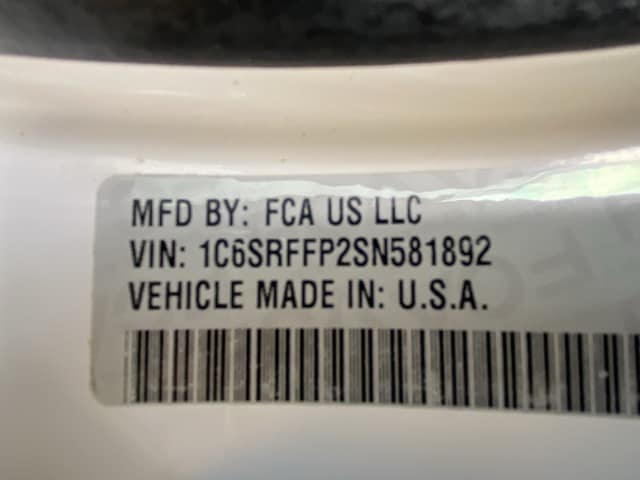 MFD BY: FCA US LLC
VIN: 1C6SRFFP2SN581892
VEHICLE MADE IN: U.S.A.